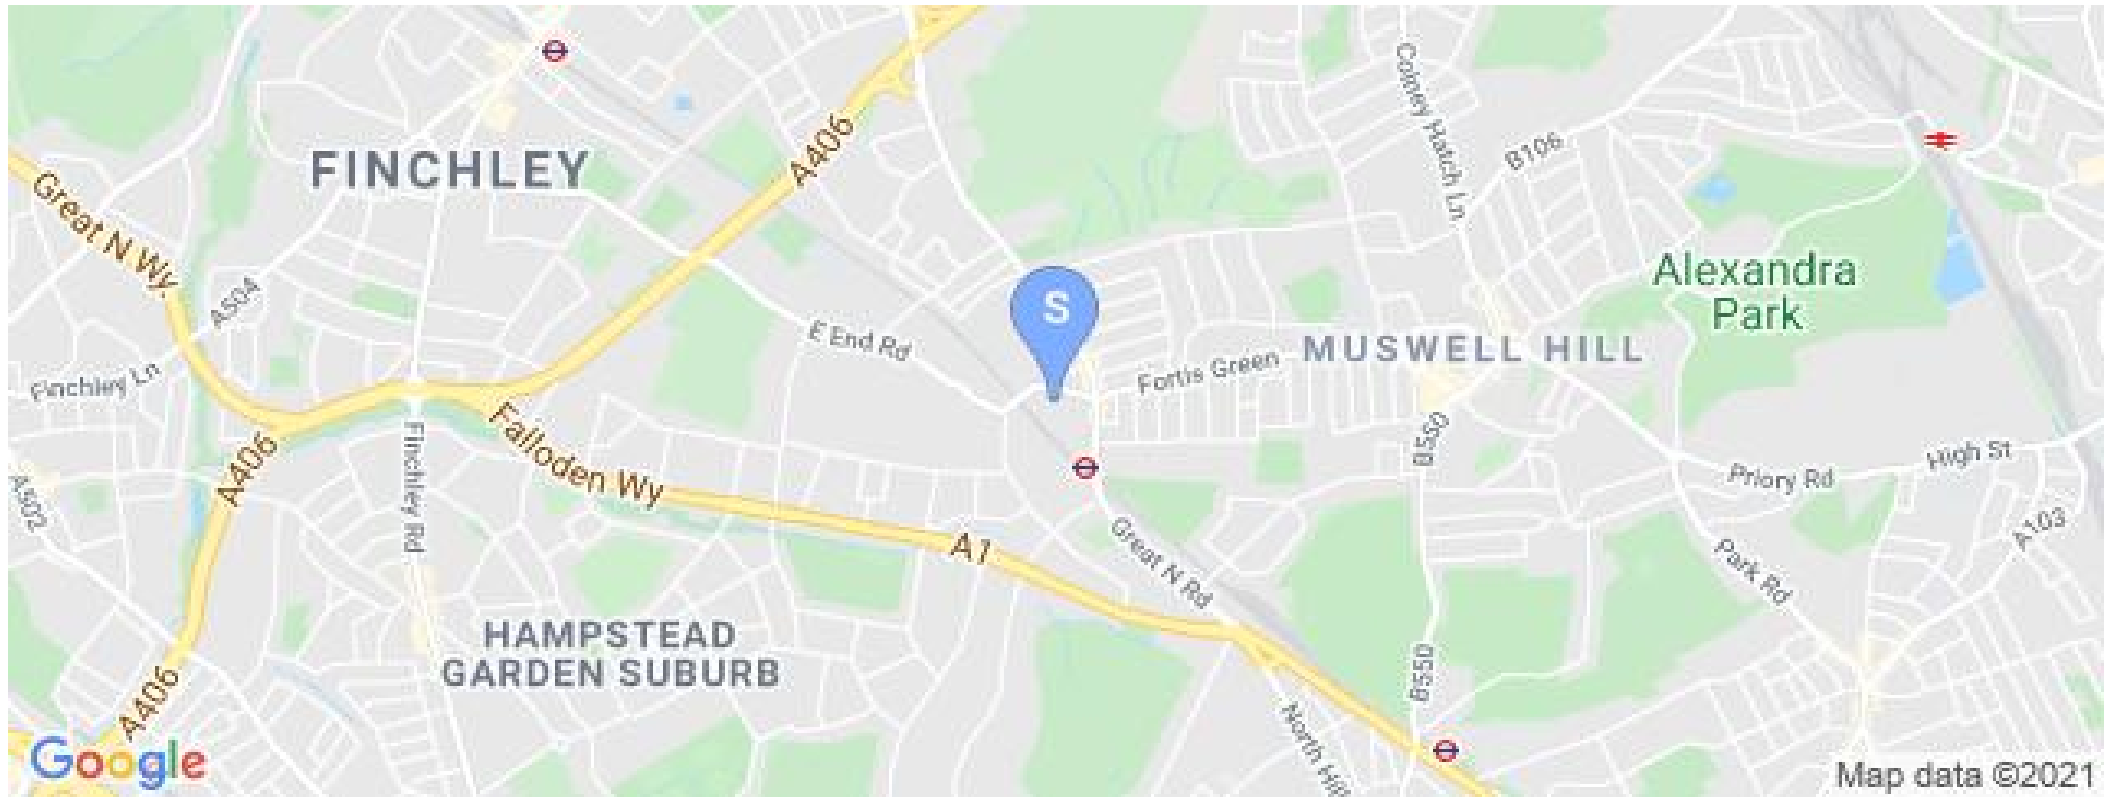 FINCHLEY
A406
Colney Hatch Ln
B106
Great N Wy
A504
Alexandra
Park
S
E End Rd
Fortis Green
MUSWELL HILL
Finchley Ln
Falloden Wy
A406
Finchley Rd
B550
Priory Rd
High St
A502
A1
Great N Rd
A103
Park Rd
HAMPSTEAD
GARDEN SUBURB
B550
A406
North Hill
Google
Map data ©2021